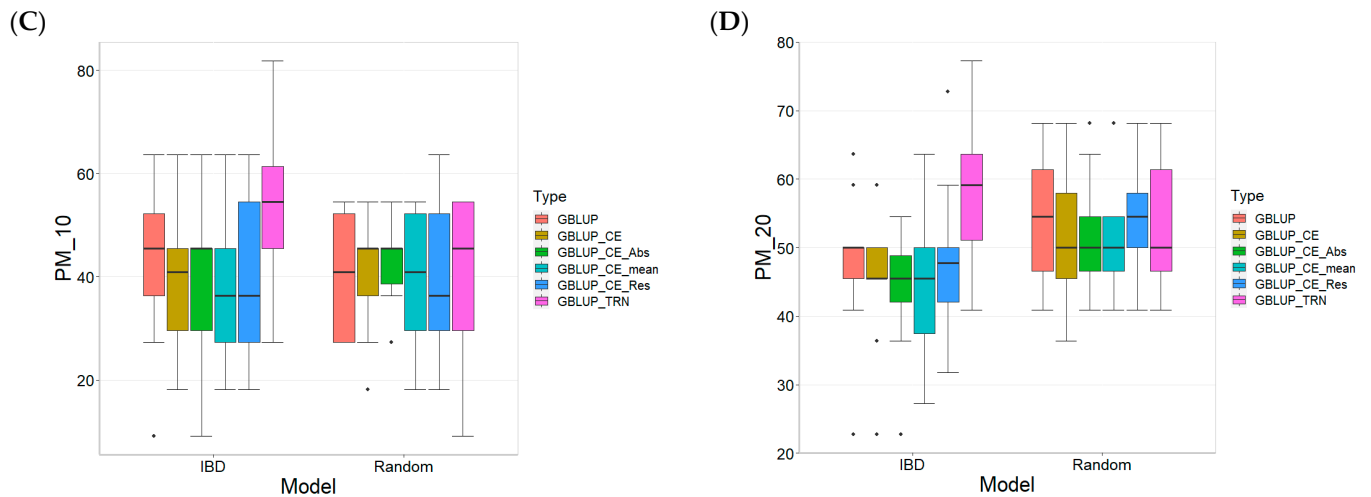 (C)
PM_10
80
60
40
20
IBD
Random
Model
Type
GBLUP
GBLUP_CE
GBLUP_CE_Abs
GBLUP_CE_mean
GBLUP_CE_Res
GBLUP_TRN
(D)
PM_20
80
70
60
50
40
30
20
IBD
Random
Model
Type
GBLUP
GBLUP_CE
GBLUP_CE_Abs
GBLUP_CE_mean
GBLUP_CE_Res
GBLUP_TRN